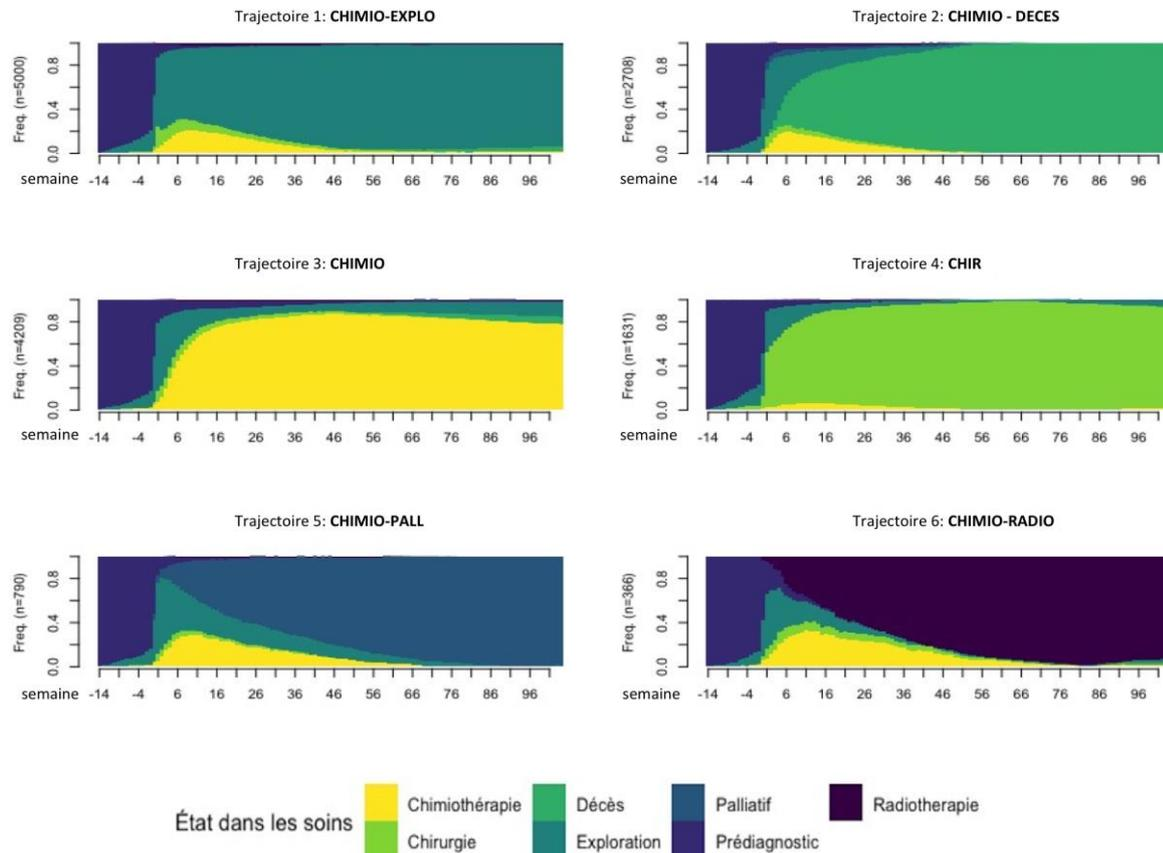 Trajectoire 1: CHIMIO-EXPLO
Freq. (n=5000)
0.0 0.4 0.8
semaine -14 -4 6 16 26 36 46 56 66 76 86 96
Trajectoire 2: CHIMIO - DECES
Freq. (n=2708)
0.0 0.4 0.8
semaine -14 -4 6 16 26 36 46 56 66 76 86 96
Trajectoire 3: CHIMIO
Freq. (n=4209)
0.0 0.4 0.8
semaine -14 -4 6 16 26 36 46 56 66 76 86 96
Trajectoire 4: CHIR
Freq. (n=1631)
0.0 0.4 0.8
semaine -14 -4 6 16 26 36 46 56 66 76 86 96
Trajectoire 5: CHIMIO-PALL
Freq. (n=790)
0.0 0.4 0.8
semaine -14 -4 6 16 26 36 46 56 66 76 86 96
Trajectoire 6: CHIMIO-RADIO
Freq. (n=366)
0.0 0.4 0.8
semaine -14 -4 6 16 26 36 46 56 66 76 86 96
État dans les soins
Chimiothérapie Décès Palliatif Radiotherapie
Chirurgie Exploration Prédiagnostic